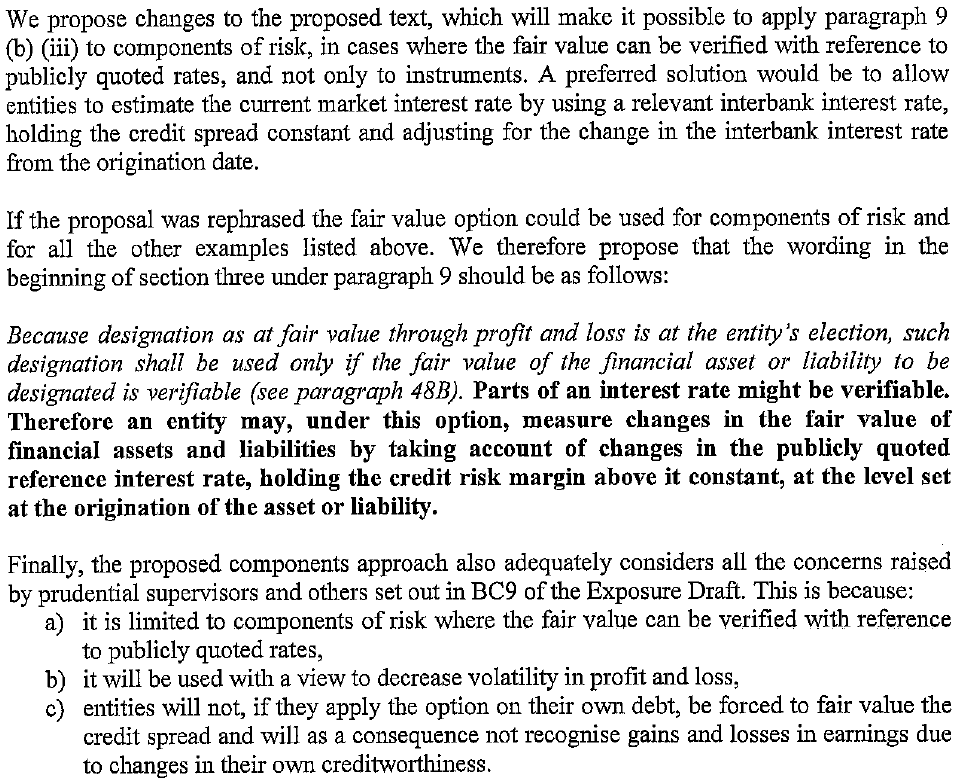 We propose changes to the proposed text, which will make it possible to apply paragraph 9
(b) (iii) to components of risk, in cases where the fair value can be verified with reference to
publicly quoted rates, and not only to instruments. A preferred solution would be to allow
entities to estimate the current market interest rate by using a relevant interbank interest rate,
holding the credit spread constant and adjusting for the change in the interbank interest rate
from the origination date.
If the proposal was rephrased the fair value option could be used for components of risk and
for all the other examples listed above. We therefore propose that the wording in the
beginning of section three under paragraph 9 should be as follows:
Because designation as at fair value through profit and loss is at the entity's election, such
designation shall be used only if the fair value of the financial asset or liability to be
designated is verifiable (see paragraph 48B). Parts of an interest rate might be verifiable.
Therefore an entity may, under this option, measure changes in the fair value of
financial assets and liabilities by taking account of changes in the publicly quoted
reference interest rate, holding the credit risk margin above it constant, at the level set
at the origination of the asset or liability.
Finally, the proposed components approach also adequately considers all the concerns raised
by prudential supervisors and others set out in BC9 of the Exposure Draft. This is because:
a) it is limited to components of risk where the fair value can be verified with reference
to publicly quoted rates,
b) it will be used with a view to decrease volatility in profit and loss,
c) entities will not, if they apply the option on their own debt, be forced to fair value the
credit spread and will as a consequence not recognise gains and losses in earnings due
to changes in their own creditworthiness.